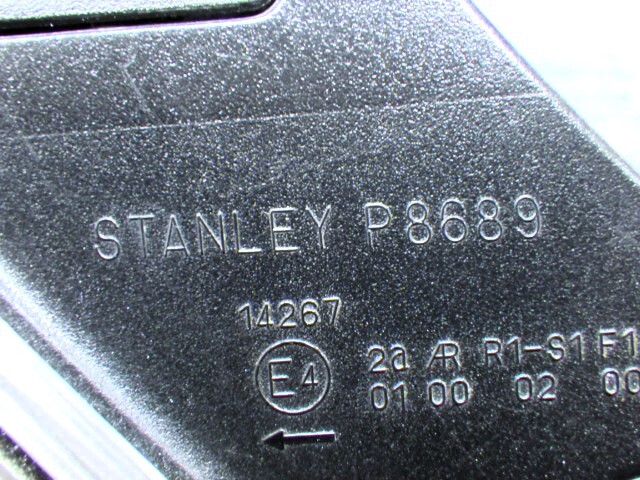 STANLEY P8689
14267
E4 2a AR R1-S1 F1
01 00 02 00